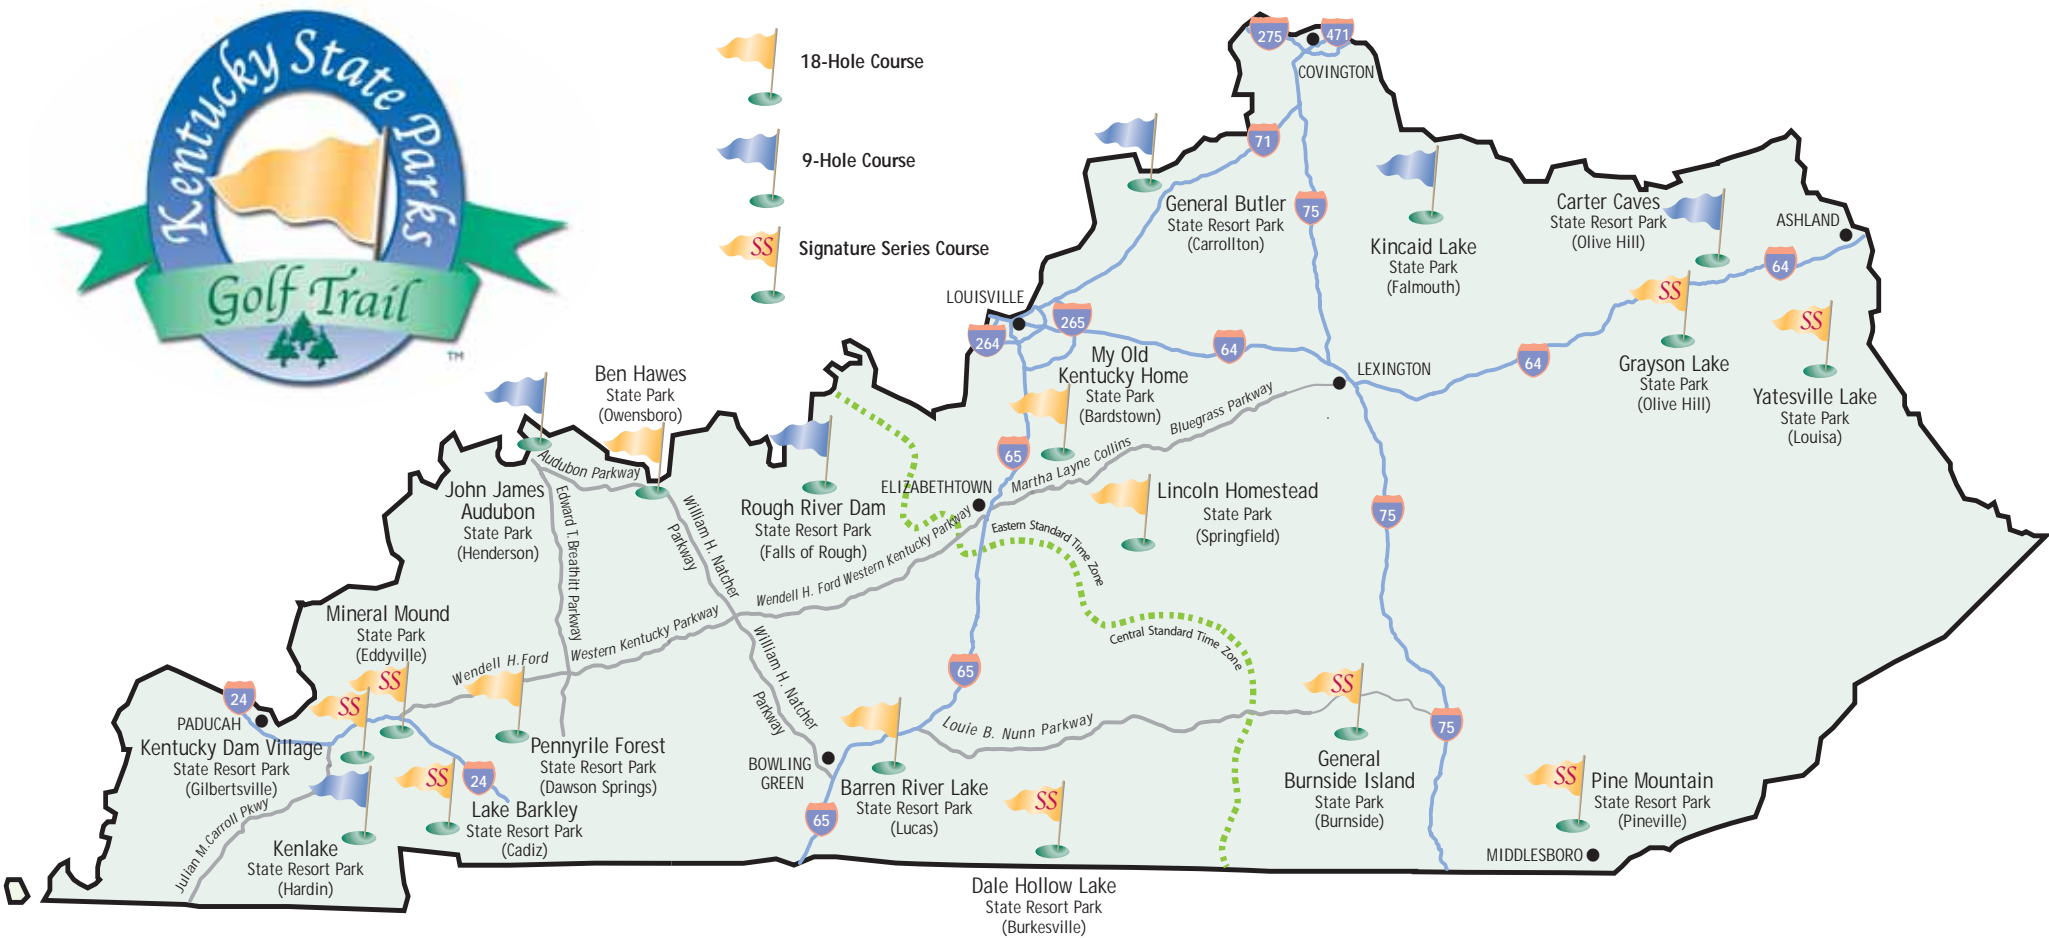 Kentucky State Parks
Golf Trail
TM
18-Hole Course
9-Hole Course
SS
Signature Series Course
275
471
COVINGTON
71
General Butler
State Resort Park
(Carrollton)
75
Kincaid Lake
State Park
(Falmouth)
Carter Caves
State Resort Park
(Olive Hill)
ASHLAND
64
SS
Grayson Lake
State Park
(Olive Hill)
SS
Yatesville Lake
State Park
(Louisa)
LOUISVILLE
264
265
64
64
LEXINGTON
My Old
Kentucky Home
State Park
(Bardstown)
Ben Hawes
State Park
(Owensboro)
Audubon Parkway
John James
Audubon
State Park
(Henderson)
Edward T. Breathitt Parkway
William H. Natcher
Parkway
Rough River Dam
State Resort Park
(Falls of Rough)
65
ELIZABETHTOWN
Martha Layne Collins
Bluegrass Parkway
Lincoln Homestead
State Park
(Springfield)
75
Eastern Standard Time Zone
Central Standard Time Zone
Wendell H. Ford Western Kentucky Parkway
Wendell H.Ford
Western Kentucky Parkway
William H. Natcher
Parkway
Mineral Mound
State Park
(Eddyville)
SS
SS
24
PADUCAH
Kentucky Dam Village
State Resort Park
(Gilbertsville)
Julian M.Carroll Pkwy
Kenlake
State Resort Park
(Hardin)
SS
24
Lake Barkley
State Resort Park
(Cadiz)
Pennyrile Forest
State Resort Park
(Dawson Springs)
BOWLING
GREEN
65
65
Barren River Lake
State Resort Park
(Lucas)
Louie B. Nunn Parkway
SS
Dale Hollow Lake
State Resort Park
(Burkesville)
SS
General
Burnside Island
State Park
(Burnside)
75
SS
Pine Mountain
State Resort Park
(Pineville)
MIDDLESBORO